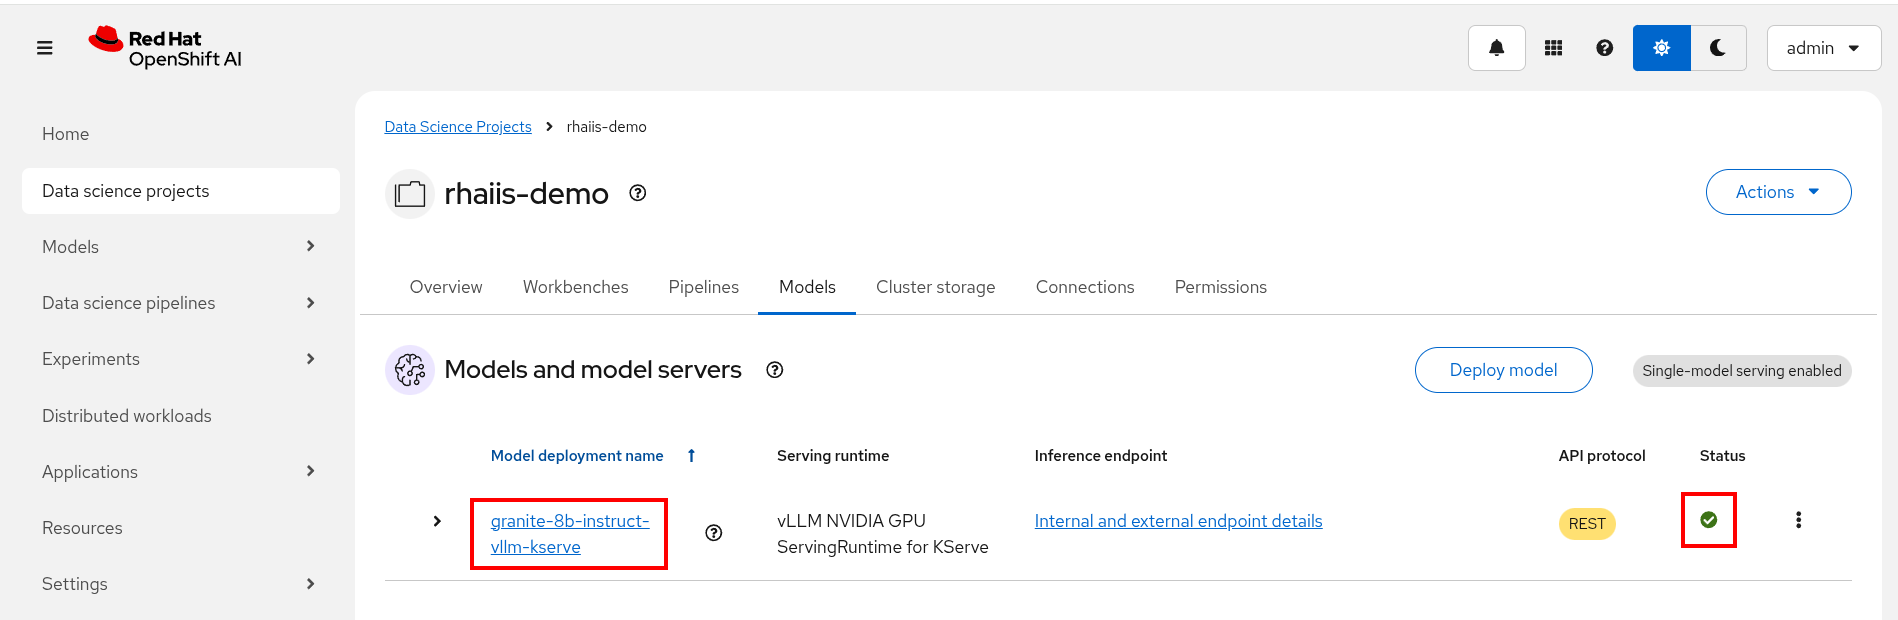 Red Hat
OpenShift AI
admin
Home
Data science projects
Models
Data science pipelines
Experiments
Distributed workloads
Applications
Resources
Settings
Data Science Projects > rhaiis-demo
rhaiis-demo
Actions
Overview Workbenches Pipelines Models Cluster storage Connections Permissions
Models and model servers
Deploy model
Single-model serving enabled
Model deployment name Serving runtime Inference endpoint API protocol Status
granite-8b-instruct-
vllm-kserve
vLLM NVIDIA GPU
ServingRuntime for KServe
Internal and external endpoint details
REST